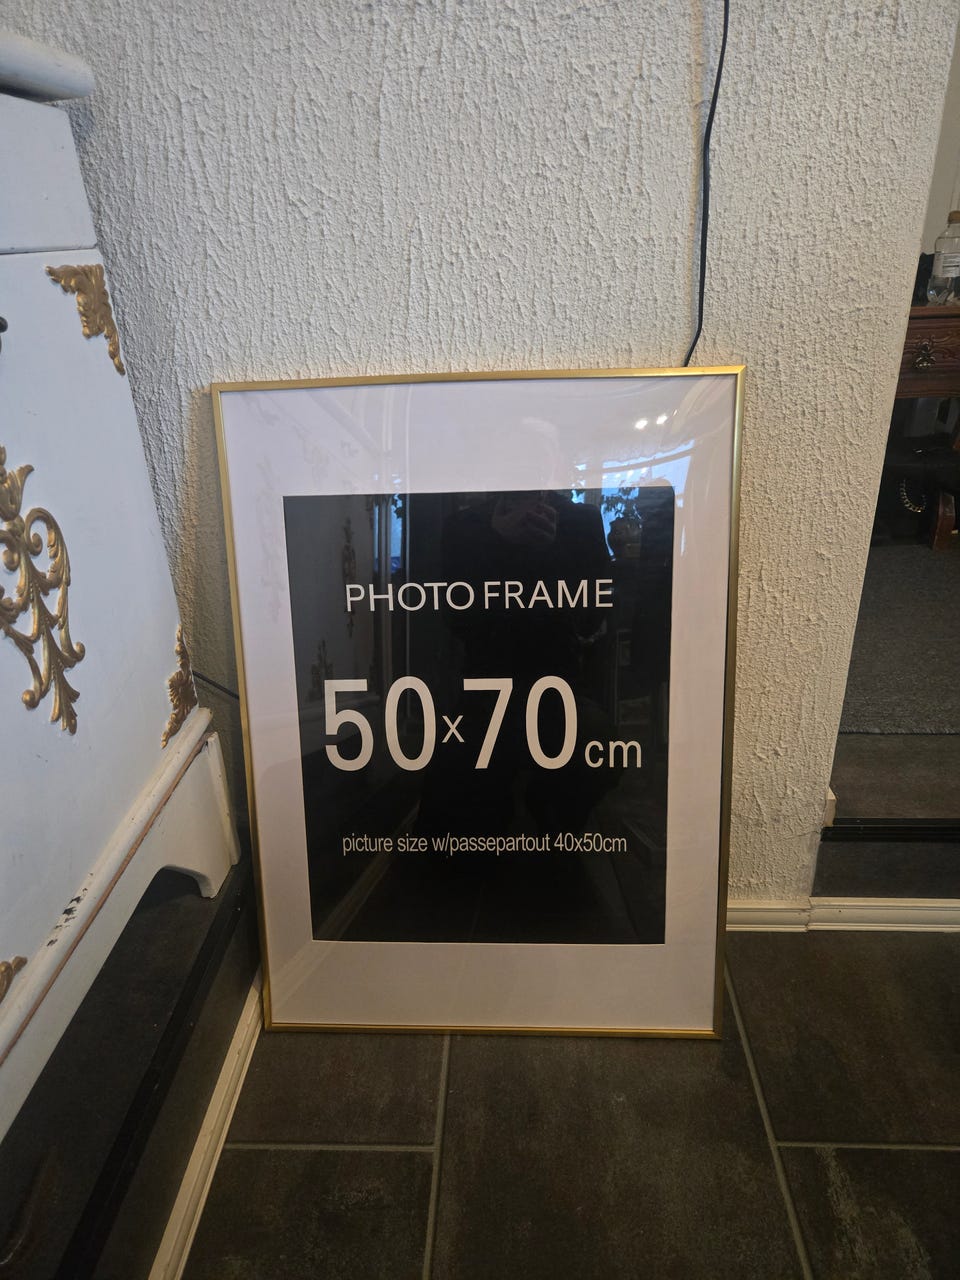 PHOTO FRAME
50x70cm
picture size w/passepartout 40x50cm